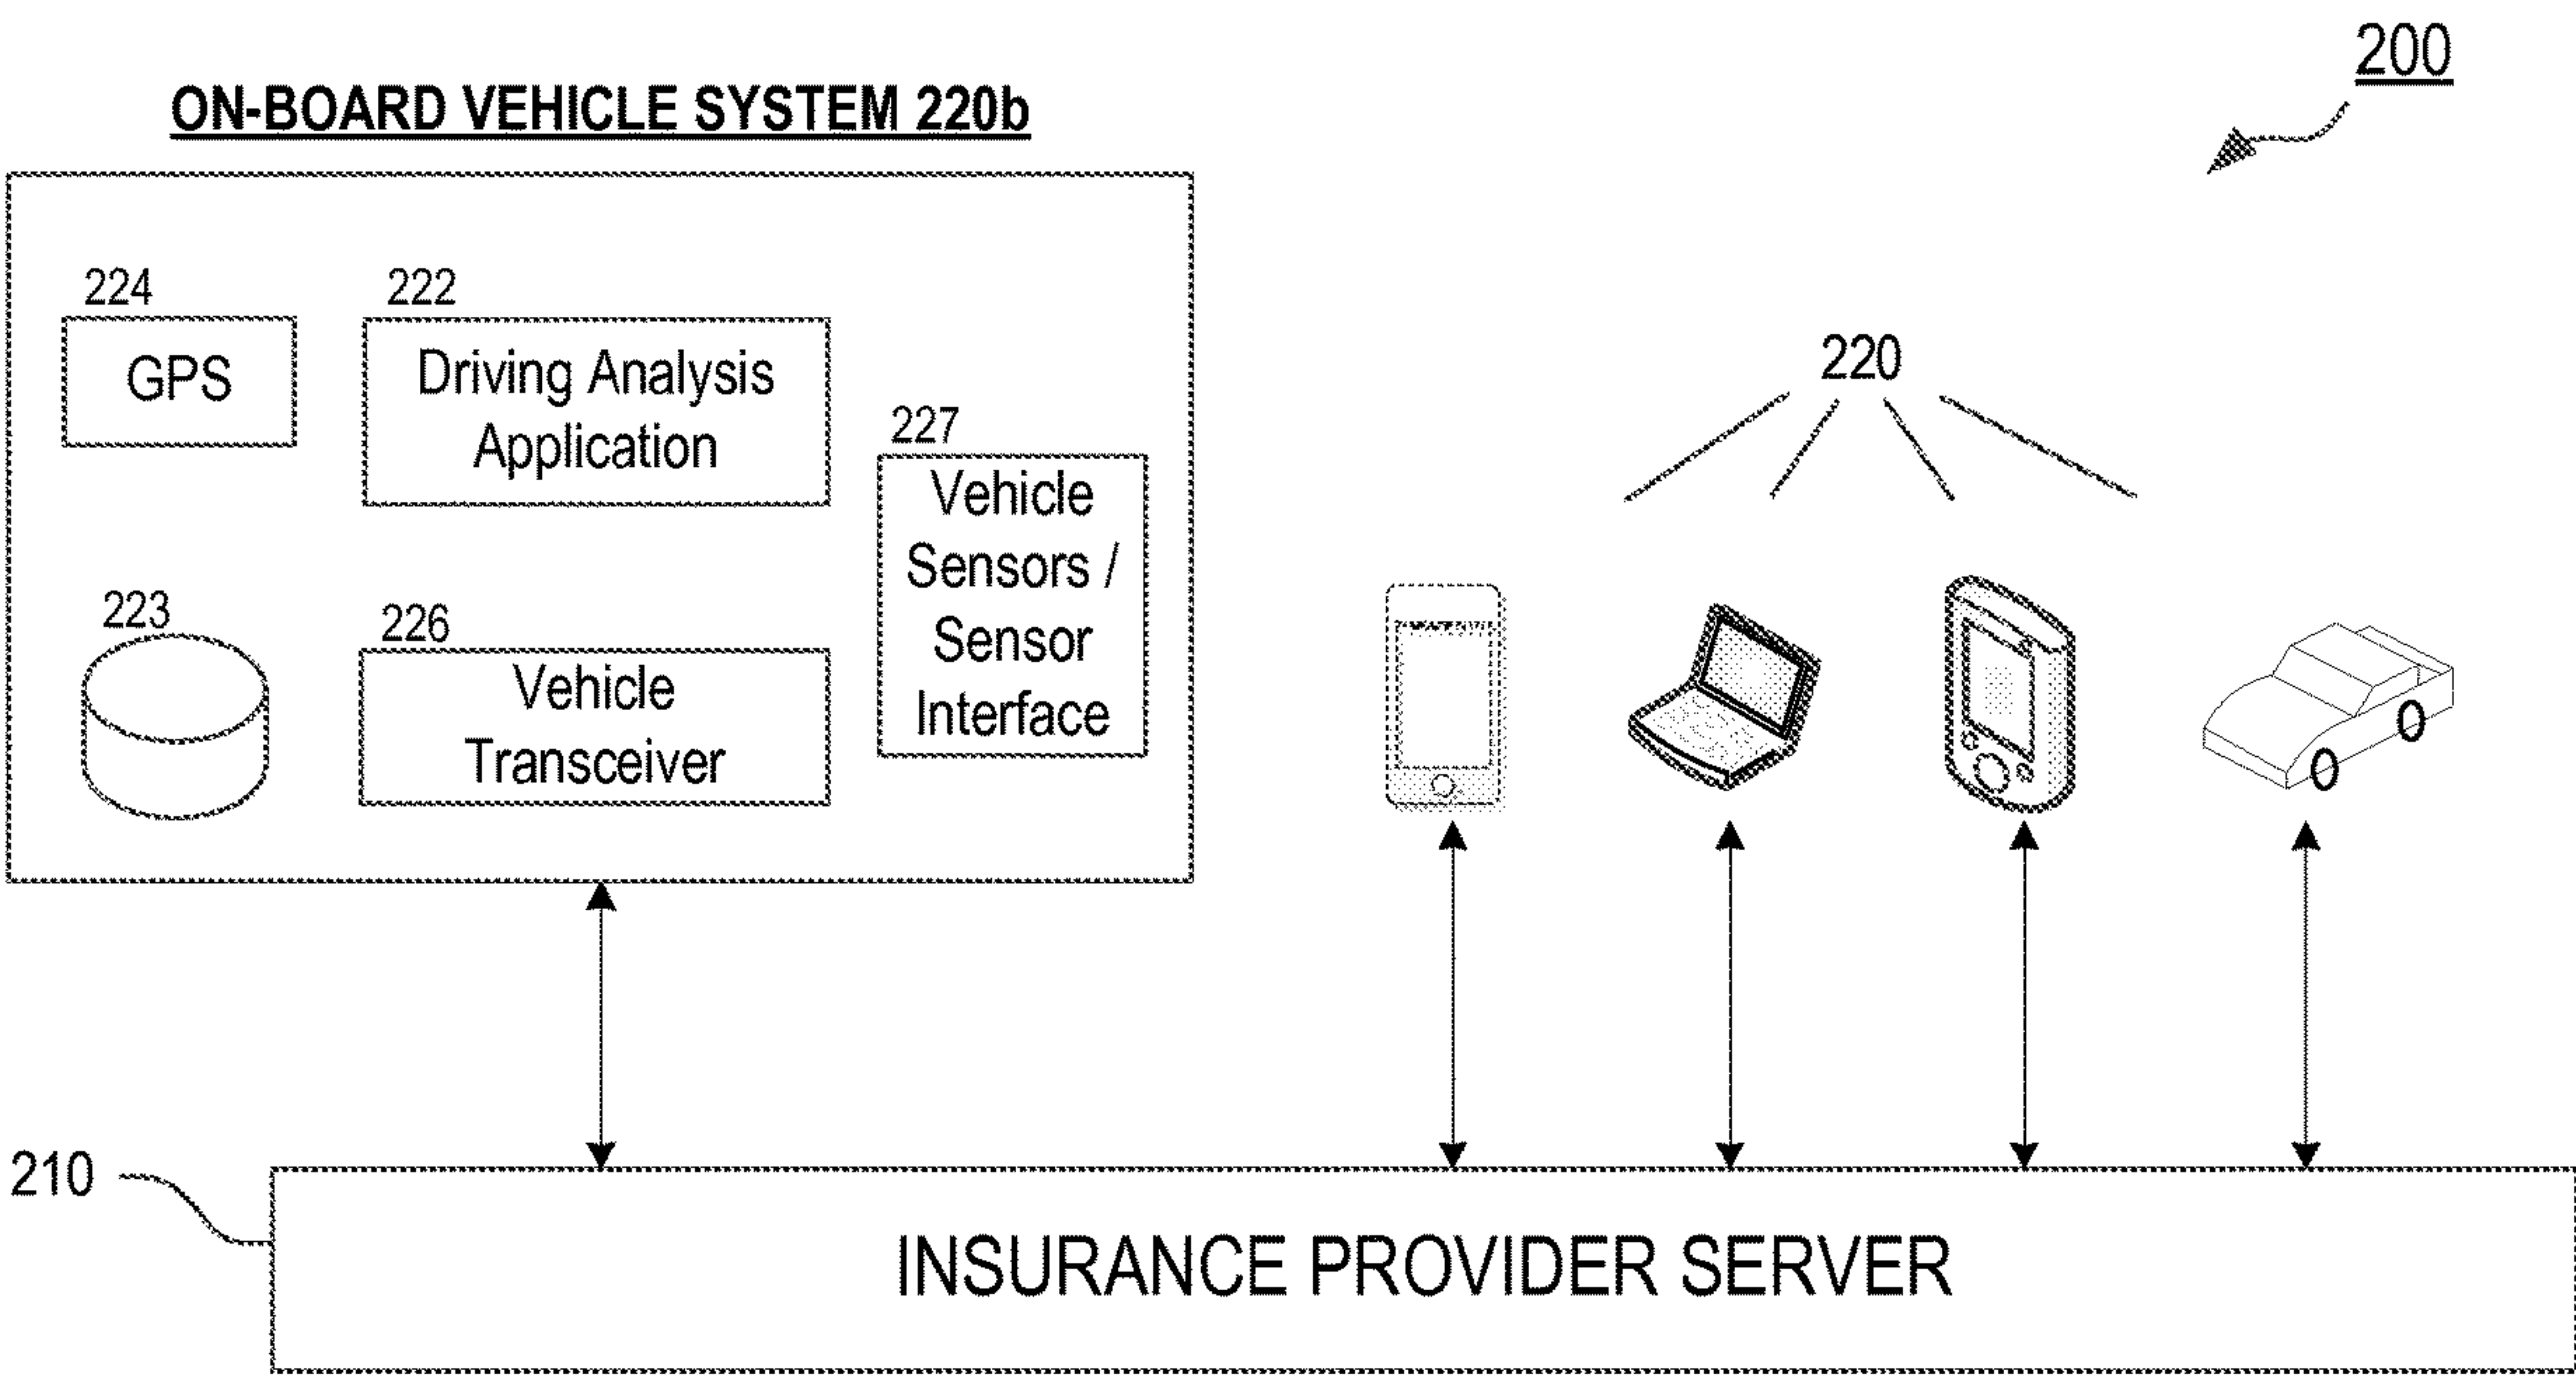 200
ON-BOARD VEHICLE SYSTEM 220b
224
GPS
222
Driving Analysis
Application
227
Vehicle
Sensors /
Sensor
Interface
223
226
Vehicle
Transceiver
220
210
INSURANCE PROVIDER SERVER